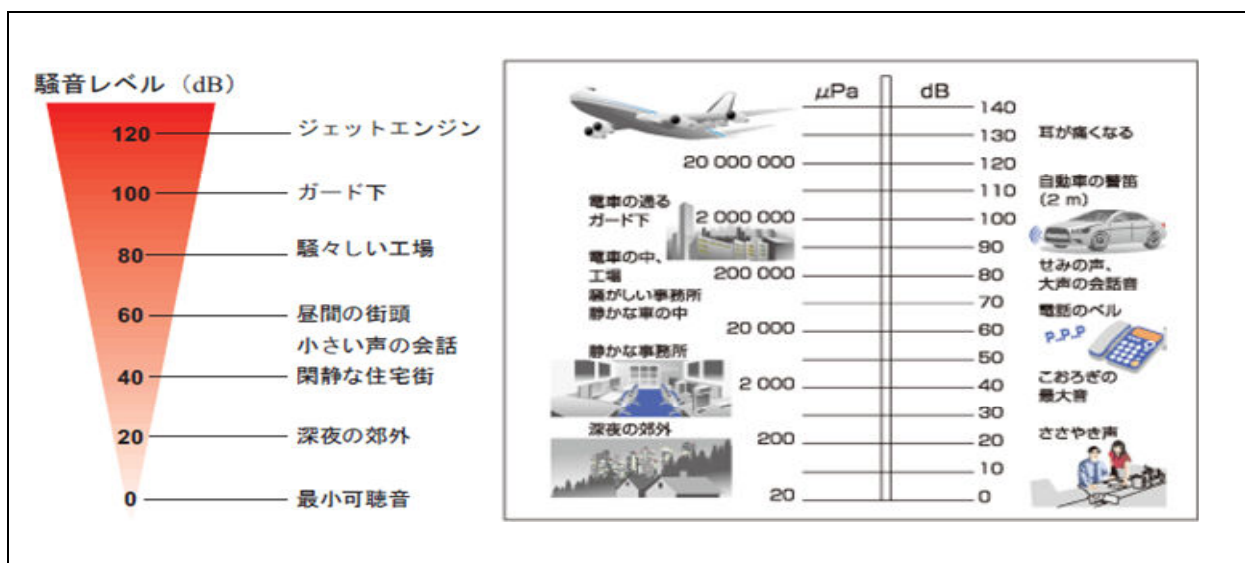 騒音レベル（dB）
120 ジェットエンジン
100 ガード下
80 騒々しい工場
60 昼間の街頭
小さい声の会話
40 閑静な住宅街
20 深夜の郊外
0 最小可聴音
μPa dB
140
130 耳が痛くなる
20 000 000 120
110 自動車の警笛
(2 m)
電車の通る
ガード下 2 000 000 100
90
電車の中、
工場 200 000 80 せみの声、
大声の会話音
騒がしい事務所 70
静かな車の中 電話のベル
20 000 60
P.P.P
静かな事務所 50
2 000 40 こおろぎの
最大音
30
深夜の郊外 200 20 ささやき声
10
20 0